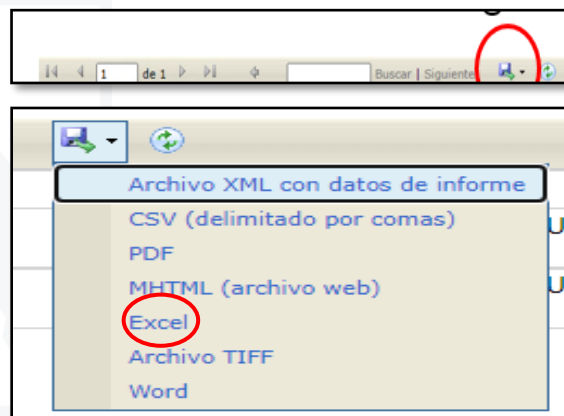 1 de 1 Buscar | Siguiente
Archivo XML con datos de informe
CSV (delimitado por comas)
PDF
MHTML (archivo web)
Excel
Archivo TIFF
Word